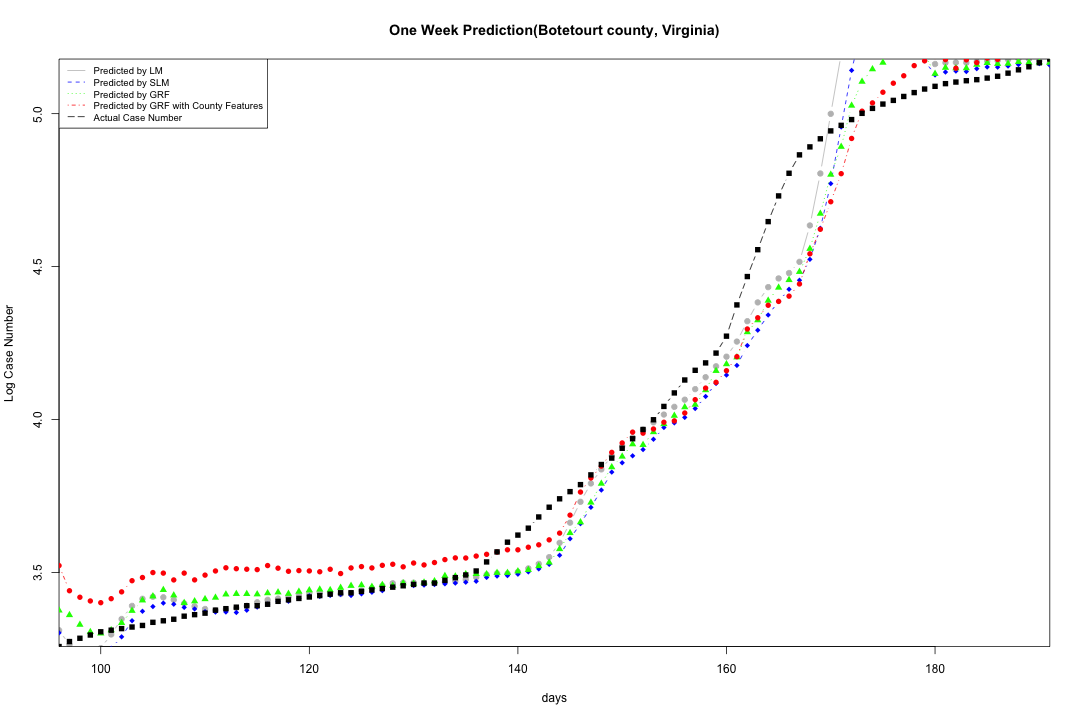 One Week Prediction(Botetourt county, Virginia)
Predicted by LM
Predicted by SLM
Predicted by GRF
Predicted by GRF with County Features
Actual Case Number
5.0
4.5
4.0
3.5
Log Case Number
100 120 140 160 180
days